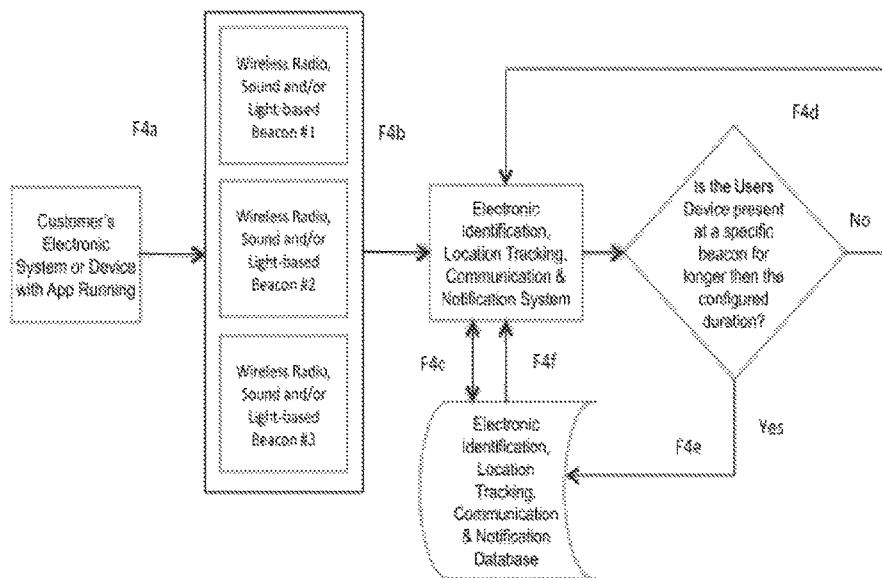 F4a
Customer's
Electronic
System or Device
with App Running
Wireless Radio,
Sound and/or
Light-based
Beacon #1
Wireless Radio,
Sound and/or
Light-based
Beacon #2
Wireless Radio,
Sound and/or
Light-based
Beacon #3
F4b
Electronic
Identification,
Location Tracking,
Communication &
Notification System
F4c
F4f
Electronic
Identification,
Location
Tracking,
Communication
& Notification
Database
Is the Users
Device present
at a specific
beacon for
longer then the
configured
duration?
F4d
No
Yes
F4e